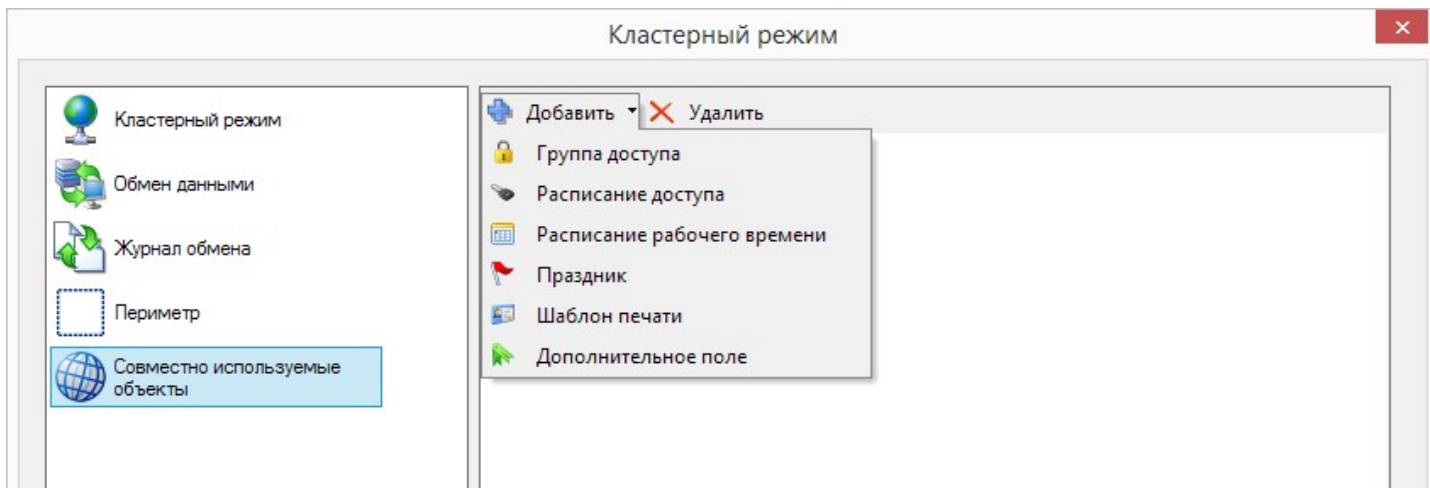 Кластерный режим
Кластерный режим
Обмен данными
Журнал обмена
Периметр
Совместно используемые
объекты
Добавить Удалить
Группа доступа
Расписание доступа
Расписание рабочего времени
Праздник
Шаблон печати
Дополнительное поле